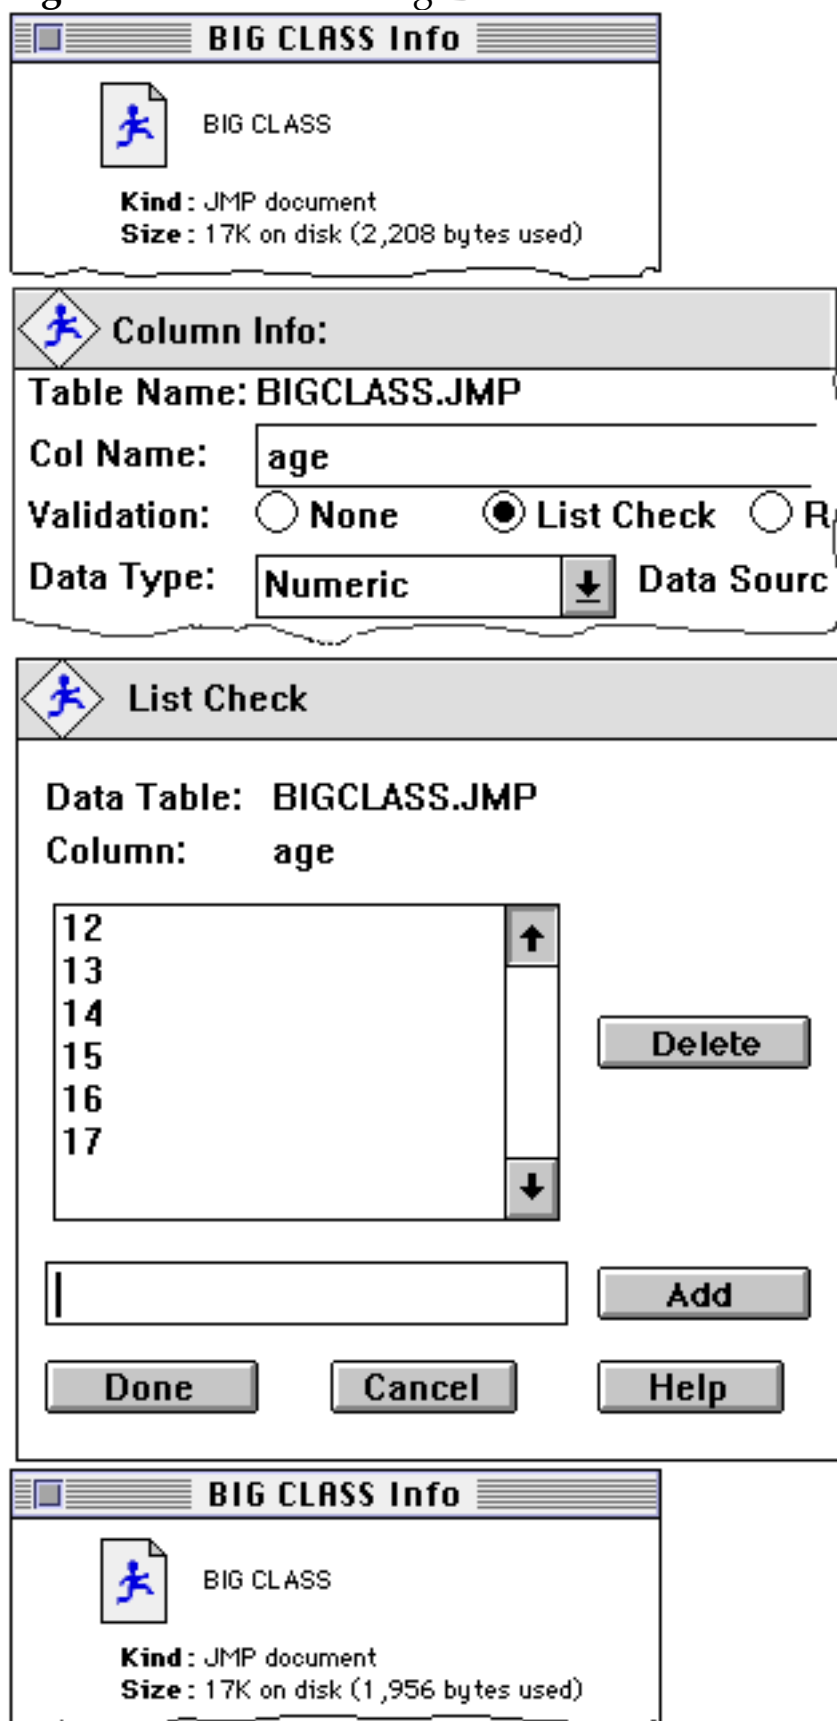 BIG CLASS Info
BIG CLASS
Kind: JMP document
Size: 17K on disk (2,208 bytes used)
Column Info:
Table Name: BIGCLASS.JMP
Col Name: age
Validation: None List Check R
Data Type: Numeric Data Sourc
List Check
Data Table: BIGCLASS.JMP
Column: age
12
13
14
15
16
17
Delete
Add
Done Cancel Help
BIG CLASS Info
BIG CLASS
Kind: JMP document
Size: 17K on disk (1,956 bytes used)